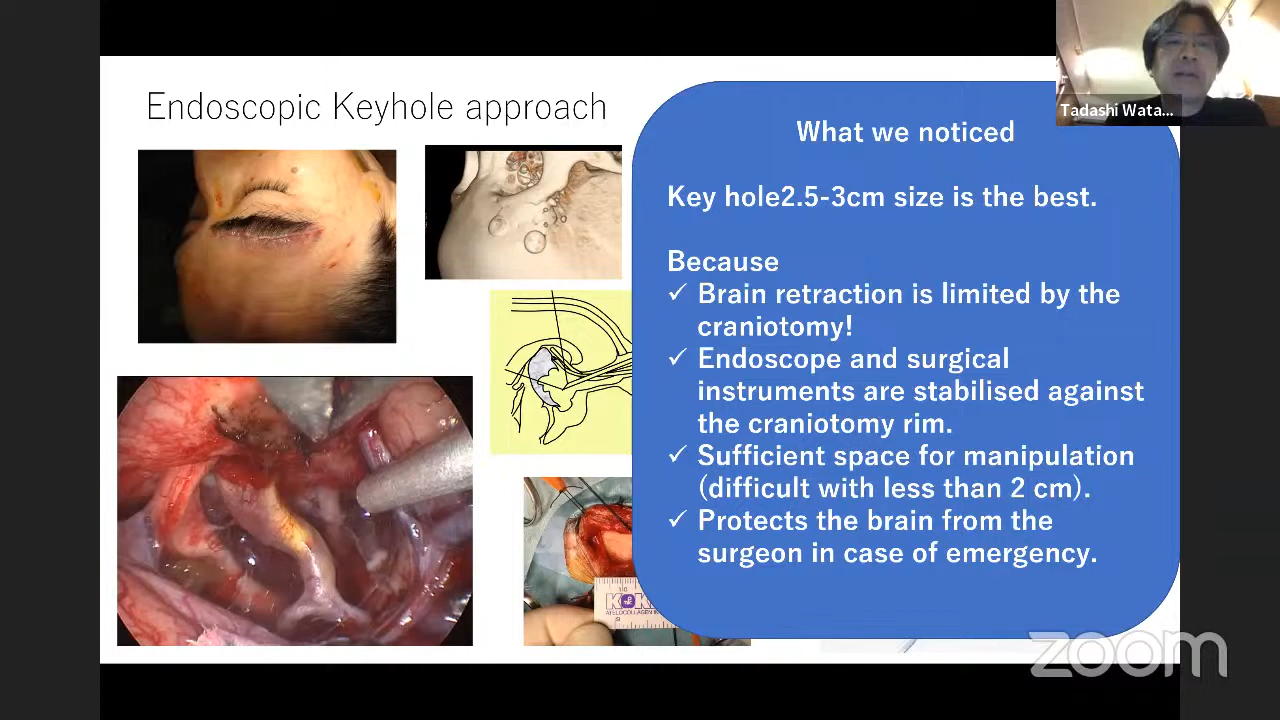 Endoscopic Keyhole approach
What we noticed
Key hole2.5-3cm size is the best.
Because
✓ Brain retraction is limited by the
craniotomy!
✓ Endoscope and surgical
instruments are stabilised against
the craniotomy rim.
✓ Sufficient space for manipulation
(difficult with less than 2 cm).
✓ Protects the brain from the
surgeon in case of emergency.
Tadashi Wata...
zoom